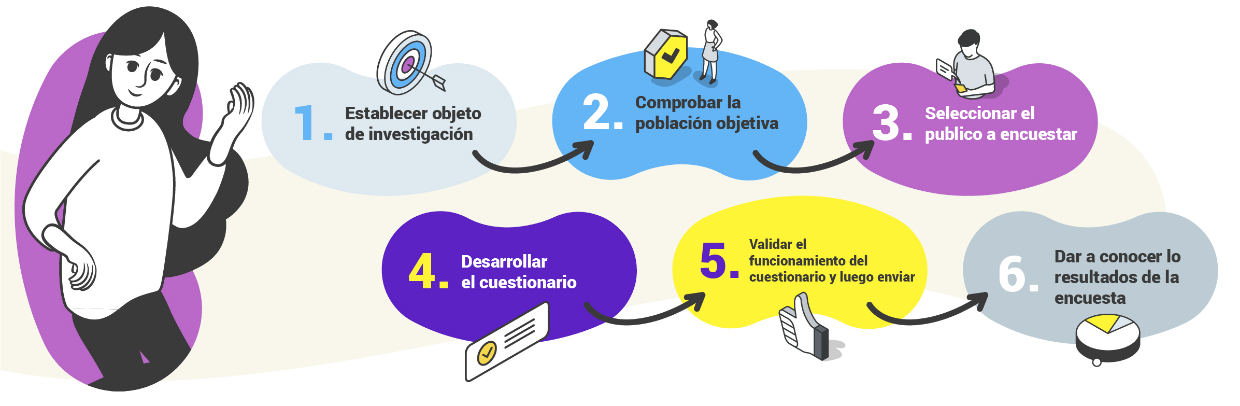 1. Establecer objeto
de investigación
2. Comprobar la
población objetiva
3. Seleccionar el
publico a encuestar
4. Desarrollar
el cuestionario
5. Validar el
funcionamiento del
cuestionario y luego enviar
6. Dar a conocer lo
resultados de la
encuesta